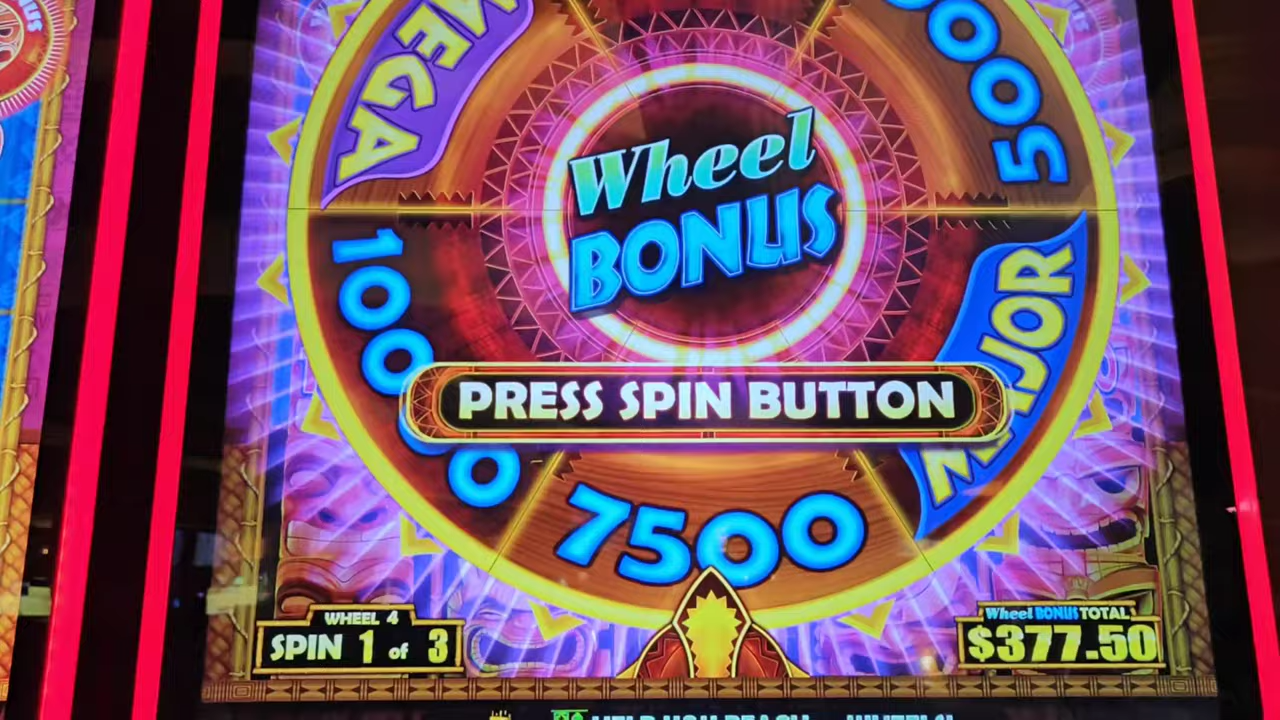 MEGA
5000
Wheel
BONUS
MAJOR
PRESS SPIN BUTTON
7500
WHEEL 4
SPIN 1 of 3
Wheel BONUS TOTAL
$377.50